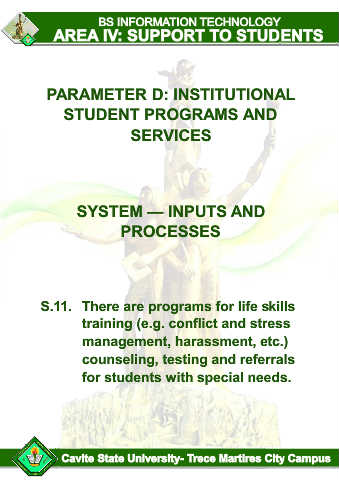 BS INFORMATION TECHNOLOGY
AREA IV: SUPPORT TO STUDENTS
PARAMETER D: INSTITUTIONAL
STUDENT PROGRAMS AND
SERVICES
SYSTEM — INPUTS AND
PROCESSES
S.11. There are programs for life skills
training (e.g. conflict and stress
management, harassment, etc.)
counseling, testing and referrals
for students with special needs.
Cavite State University- Trece Martires City Campus